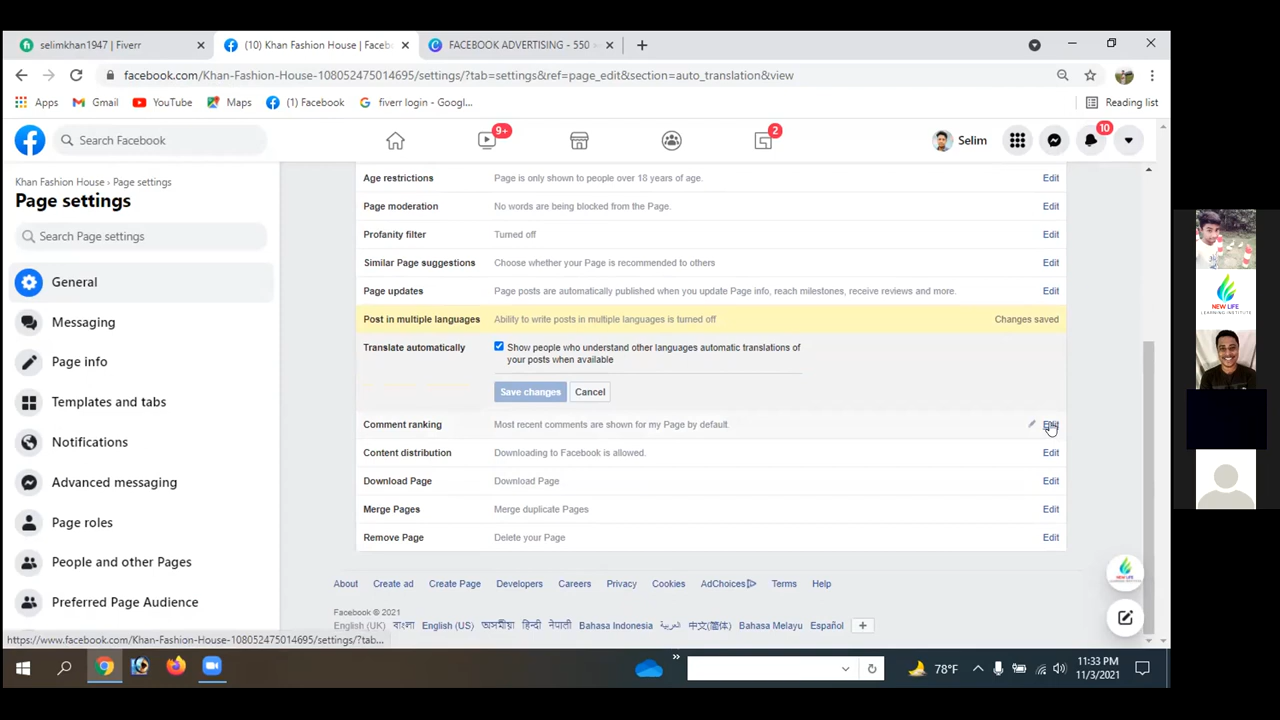 selimkhan1947 | Fiverr
(10) Khan Fashion House | Faceb
FACEBOOK ADVERTISING - 550
facebook.com/Khan-Fashion-House-108052475014695/settings/?tab=settings&ref=page_edit&section=auto_translation&view
Apps
Gmail
YouTube
Maps
(1) Facebook
fiverr login - Googl...
Reading list
Search Facebook
9+
2
Selim
10
Khan Fashion House › Page settings
Page settings
Search Page settings
General
Messaging
Page info
Templates and tabs
Notifications
Advanced messaging
Page roles
People and other Pages
Preferred Page Audience
https://www.facebook.com/Khan-Fashion-House-108052475014695/settings/?tab...
Age restrictions Page is only shown to people over 18 years of age. Edit
Page moderation No words are being blocked from the Page. Edit
Profanity filter Turned off Edit
Similar Page suggestions Choose whether your Page is recommended to others Edit
Page updates Page posts are automatically published when you update Page info, reach milestones, receive reviews and more. Edit
Post in multiple languages Ability to write posts in multiple languages is turned off Changes saved
Translate automatically Show people who understand other languages automatic translations of
your posts when available
Save changes Cancel
Comment ranking Most recent comments are shown for my Page by default. Edit
Content distribution Downloading to Facebook is allowed. Edit
Download Page Download Page Edit
Merge Pages Merge duplicate Pages Edit
Remove Page Delete your Page Edit
About Create ad Create Page Developers Careers Privacy Cookies AdChoices Terms Help
Facebook © 2021
English (UK) বাংলা English (US) অসমীয়া हिन्दी नेपाली Bahasa Indonesia العربية 中文(简体) Bahasa Melayu Español
NEW LIFE
LEARNING INSTITUTE
78°F
11:33 PM
11/3/2021